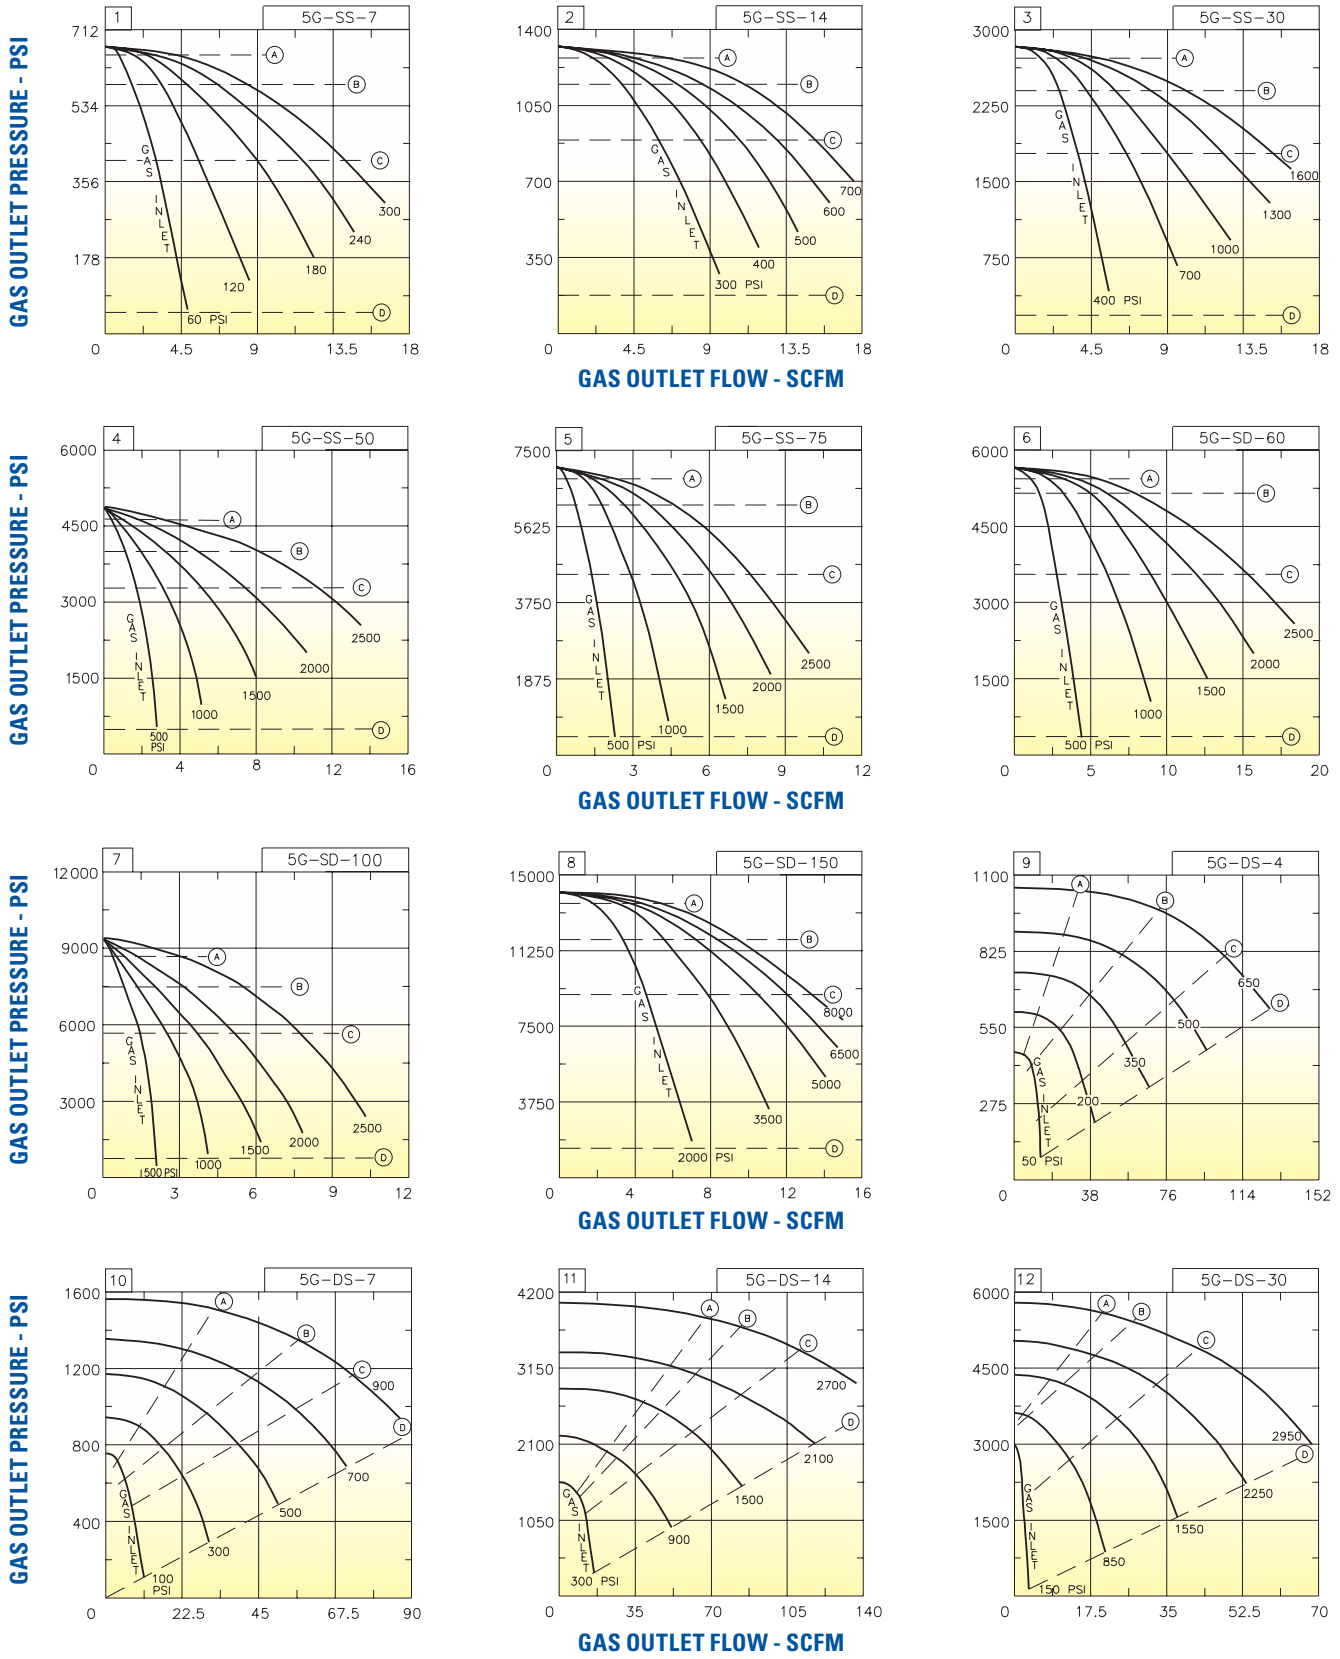 GAS OUTLET PRESSURE - PSI
1
5G-SS-7
712
534
356
178
0
4.5
9
13.5
18
A
B
C
D
GAS INLET
60 PSI
120
180
240
300
2
5G-SS-14
1400
1050
700
350
0
4.5
9
13.5
18
A
B
C
D
GAS INLET
300 PSI
400
500
600
700
3
5G-SS-30
3000
2250
1500
750
0
4.5
9
13.5
18
A
B
C
D
GAS INLET
400 PSI
700
1000
1300
1600
GAS OUTLET FLOW - SCFM
GAS OUTLET PRESSURE - PSI
4
5G-SS-50
6000
4500
3000
1500
0
4
8
12
16
A
B
C
D
GAS INLET
500 PSI
1000
1500
2000
2500
5
5G-SS-75
7500
5625
3750
1875
0
3
6
9
12
A
B
C
D
GAS INLET
500 PSI
1000
1500
2000
2500
6
5G-SD-60
6000
4500
3000
1500
0
5
10
15
20
A
B
C
D
GAS INLET
500 PSI
1000
1500
2000
2500
GAS OUTLET FLOW - SCFM
GAS OUTLET PRESSURE - PSI
7
5G-SD-100
12000
9000
6000
3000
0
3
6
9
12
A
B
C
D
GAS INLET
500 PSI
1000
1500
2000
2500
8
5G-SD-150
15000
11250
7500
3750
0
4
8
12
16
A
B
C
D
GAS INLET
2000 PSI
3500
5000
6500
8000
9
5G-DS-4
1100
825
550
275
0
38
76
114
152
A
B
C
D
GAS INLET
50 PSI
200
350
500
650
GAS OUTLET FLOW - SCFM
GAS OUTLET PRESSURE - PSI
10
5G-DS-7
1600
1200
800
400
0
22.5
45
67.5
90
A
B
C
D
GAS INLET
100 PSI
300
500
700
900
11
5G-DS-14
4200
3150
2100
1050
0
35
70
105
140
A
B
C
D
GAS INLET
300 PSI
900
1500
2100
2700
12
5G-DS-30
6000
4500
3000
1500
0
17.5
35
52.5
70
A
B
C
D
GAS INLET
150 PSI
850
1550
2250
2950
GAS OUTLET FLOW - SCFM